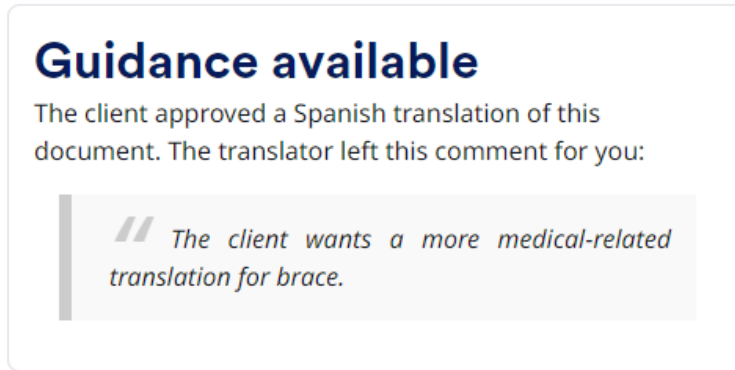 Guidance available
The client approved a Spanish translation of this
document. The translator left this comment for you:
“ The client wants a more medical-related
translation for brace.